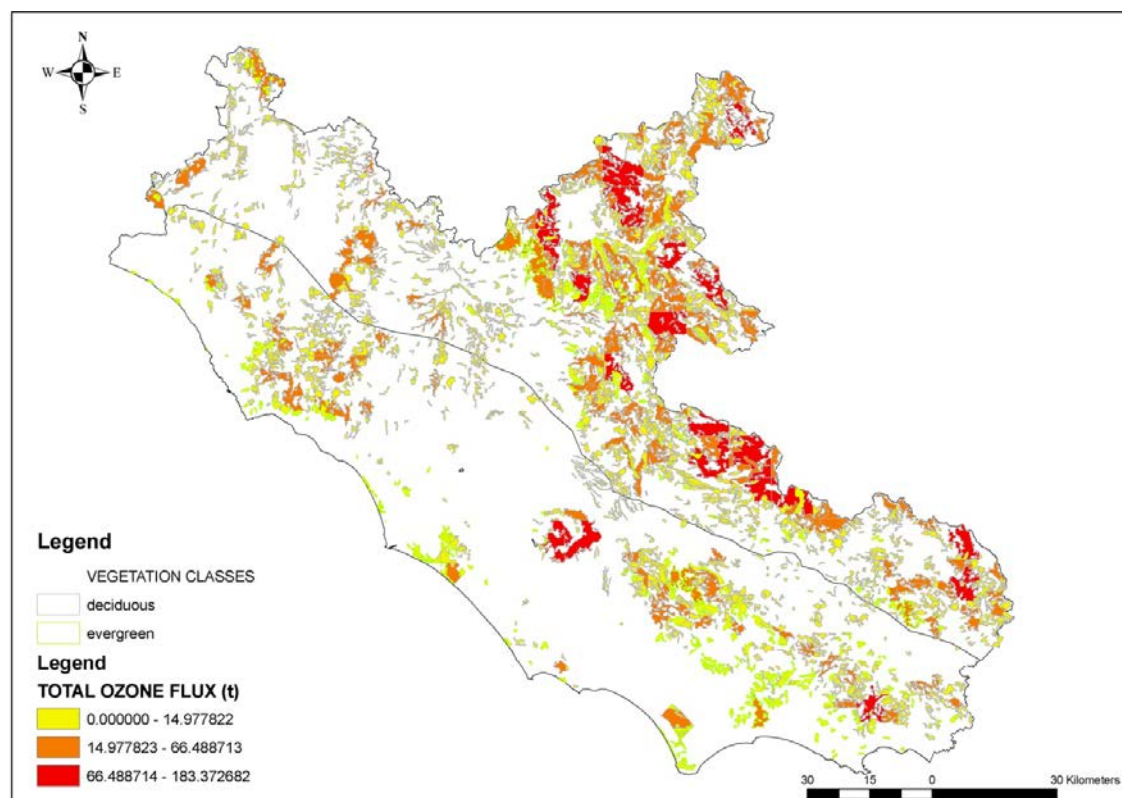 N
W E
S
Legend
VEGETATION CLASSES
deciduous
evergreen
Legend
TOTAL OZONE FLUX (t)
0.000000 - 14.977822
14.977823 - 66.488713
66.488714 - 183.372682
30 15 0 30 Kilometers